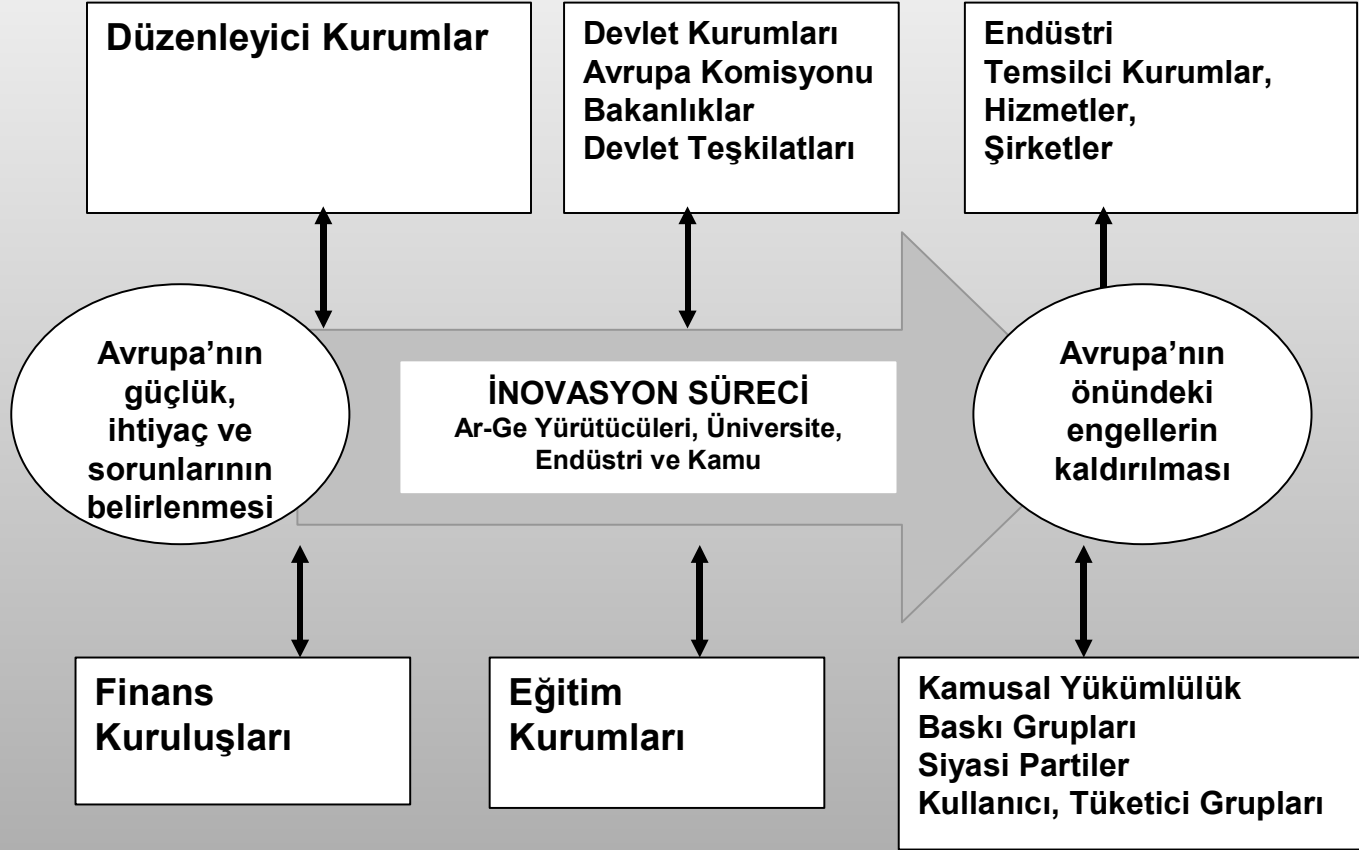 Düzenleyici Kurumlar
Devlet Kurumları
Avrupa Komisyonu
Bakanlıklar
Devlet Teşkilatları
Endüstri
Temsilci Kurumlar,
Hizmetler,
Şirketler
Avrupa’nın
güçlük,
ihtiyaç ve
sorunlarının
belirlenmesi
İNOVASYON SÜRECİ
Ar-Ge Yürütücüleri, Üniversite,
Endüstri ve Kamu
Avrupa’nın
önündeki
engellerin
kaldırılması
Finans
Kuruluşları
Eğitim
Kurumları
Kamusal Yükümlülük
Baskı Grupları
Siyasi Partiler
Kullanıcı, Tüketici Grupları